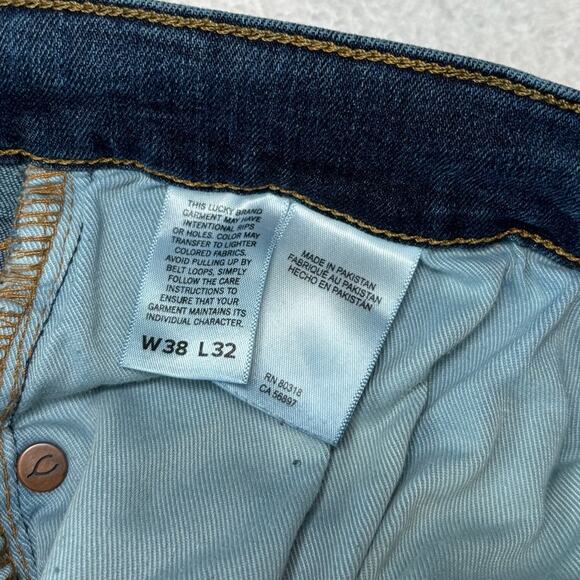 THIS LUCKY BRAND
GARMENT MAY HAVE
INTENTIONAL RIPS
OR HOLES. COLOR MAY
TRANSFER TO LIGHTER
COLORED FABRICS.
AVOID PULLING UP BY
BELT LOOPS, SIMPLY
FOLLOW THE CARE
INSTRUCTIONS TO
ENSURE THAT YOUR
GARMENT MAINTAINS ITS
INDIVIDUAL CHARACTER.
W38 L32
MADE IN PAKISTAN
FABRIQUÉ AU PAKISTAN
HECHO EN PAKISTAN
RN 80318
CA 56897